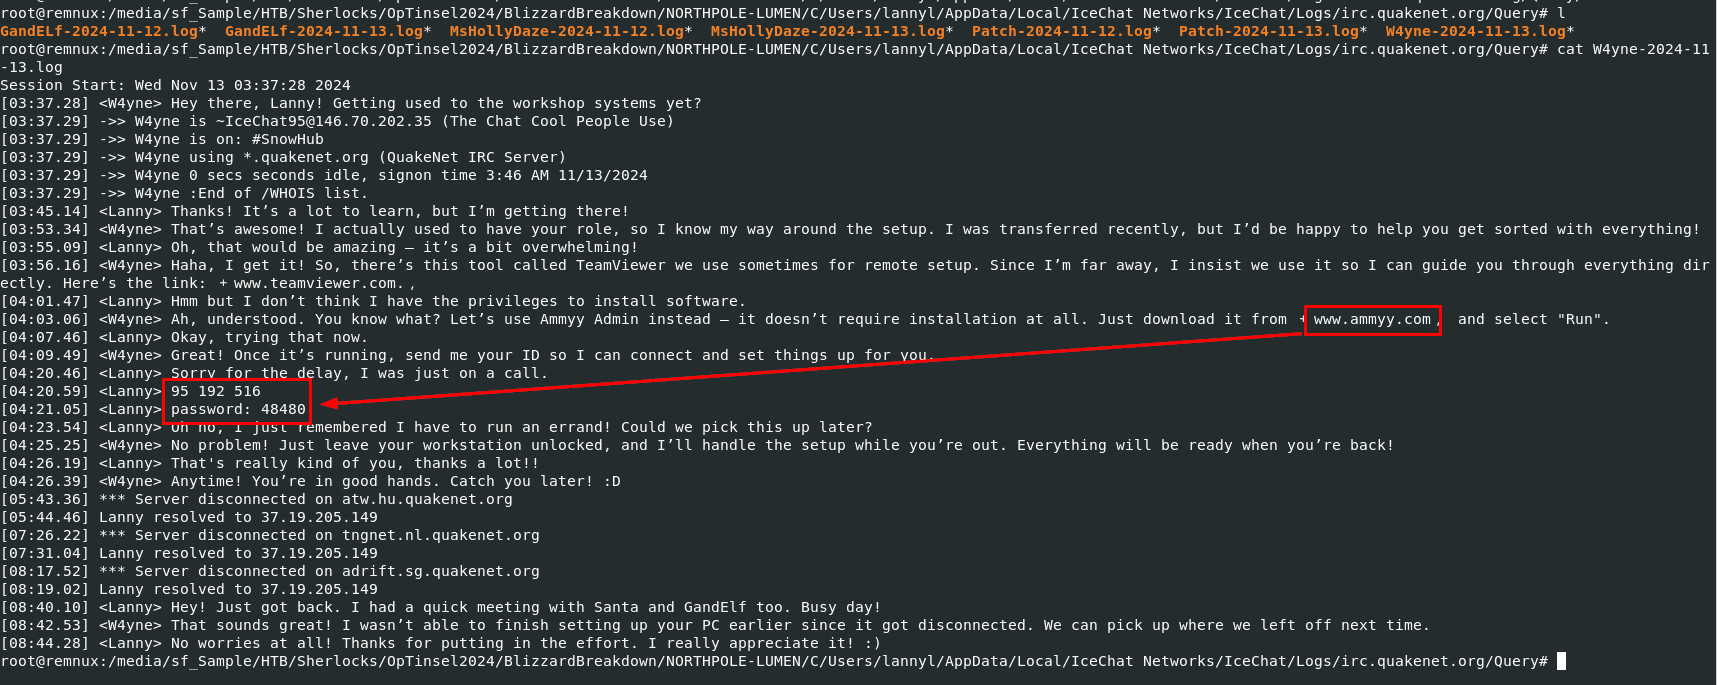 root@remnux:/media/sf_Sample/HTB/Sherlocks/OpTinsel2024/BlizzardBreakdown/NORTHPOLE-LUMEN/C/Users/lannyl/AppData/Local/IceChat Networks/IceChat/Logs/irc.quakenet.org/Query# l
GandELf-2024-11-12.log*  GandELf-2024-11-13.log*  MsHollyDaze-2024-11-12.log*  MsHollyDaze-2024-11-13.log*  Patch-2024-11-12.log*  Patch-2024-11-13.log*  W4yne-2024-11-13.log*
root@remnux:/media/sf_Sample/HTB/Sherlocks/OpTinsel2024/BlizzardBreakdown/NORTHPOLE-LUMEN/C/Users/lannyl/AppData/Local/IceChat Networks/IceChat/Logs/irc.quakenet.org/Query# cat W4yne-2024-11
-13.log
Session Start: Wed Nov 13 03:37:28 2024
[03:37.28] <W4yne> Hey there, Lanny! Getting used to the workshop systems yet?
[03:37.29] ->> W4yne is ~IceChat95@146.70.202.35 (The Chat Cool People Use)
[03:37.29] ->> W4yne is on: #SnowHub
[03:37.29] ->> W4yne using *.quakenet.org (QuakeNet IRC Server)
[03:37.29] ->> W4yne 0 secs seconds idle, signon time 3:46 AM 11/13/2024
[03:37.29] ->> W4yne :End of /WHOIS list.
[03:45.14] <Lanny> Thanks! It’s a lot to learn, but I’m getting there!
[03:53.34] <W4yne> That’s awesome! I actually used to have your role, so I know my way around the setup. I was transferred recently, but I’d be happy to help you get sorted with everything!
[03:55.09] <Lanny> Oh, that would be amazing — it’s a bit overwhelming!
[03:56.16] <W4yne> Haha, I get it! So, there’s this tool called TeamViewer we use sometimes for remote setup. Since I’m far away, I insist we use it so I can guide you through everything dir
ectly. Here’s the link: +www.teamviewer.com.,
[04:01.47] <Lanny> Hmm but I don’t think I have the privileges to install software.
[04:03.06] <W4yne> Ah, understood. You know what? Let’s use Ammyy Admin instead — it doesn’t require installation at all. Just download it from +www.ammyy.com, and select "Run".
[04:07.46] <Lanny> Okay, trying that now.
[04:09.49] <W4yne> Great! Once it’s running, send me your ID so I can connect and set things up for you.
[04:20.46] <Lanny> Sorry for the delay, I was just on a call.
[04:20.59] <Lanny> 95 192 516
[04:21.05] <Lanny> password: 48480
[04:23.54] <Lanny> Oh no, I just remembered I have to run an errand! Could we pick this up later?
[04:25.25] <W4yne> No problem! Just leave your workstation unlocked, and I’ll handle the setup while you’re out. Everything will be ready when you’re back!
[04:26.19] <Lanny> That's really kind of you, thanks a lot!!
[04:26.39] <W4yne> Anytime! You’re in good hands. Catch you later! :D
[05:43.36] *** Server disconnected on atw.hu.quakenet.org
[05:44.46] Lanny resolved to 37.19.205.149
[07:26.22] *** Server disconnected on tngnet.nl.quakenet.org
[07:31.04] Lanny resolved to 37.19.205.149
[08:17.52] *** Server disconnected on adrift.sg.quakenet.org
[08:19.02] Lanny resolved to 37.19.205.149
[08:40.10] <Lanny> Hey! Just got back. I had a quick meeting with Santa and GandElf too. Busy day!
[08:42.53] <W4yne> That sounds great! I wasn’t able to finish setting up your PC earlier since it got disconnected. We can pick up where we left off next time.
[08:44.28] <Lanny> No worries at all! Thanks for putting in the effort. I really appreciate it! :)
root@remnux:/media/sf_Sample/HTB/Sherlocks/OpTinsel2024/BlizzardBreakdown/NORTHPOLE-LUMEN/C/Users/lannyl/AppData/Local/IceChat Networks/IceChat/Logs/irc.quakenet.org/Query#